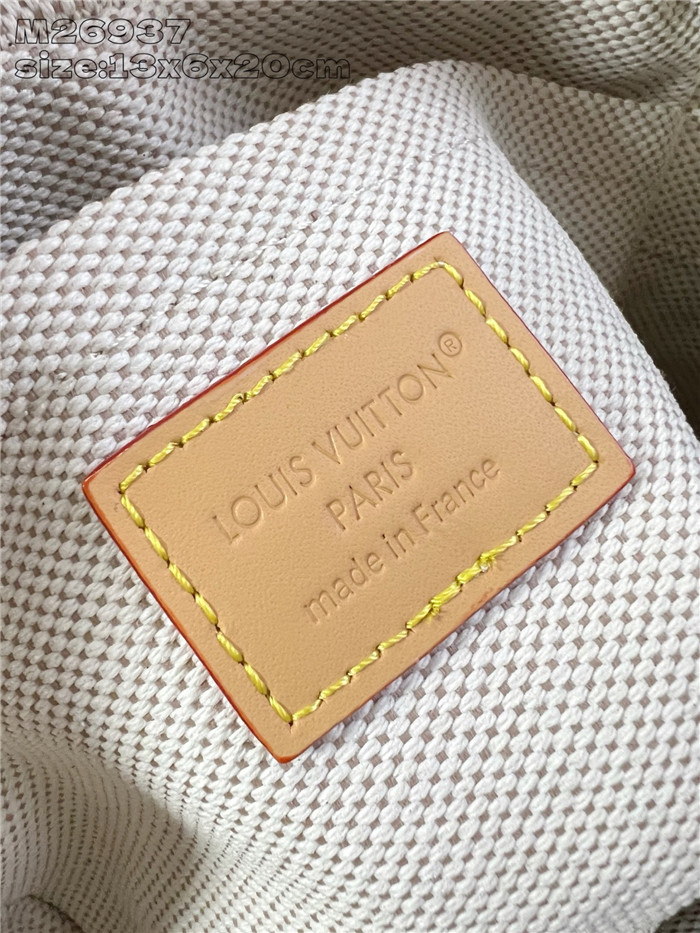 M26937
size:13x6x20cm
LOUIS VUITTON®
PARIS
made in France